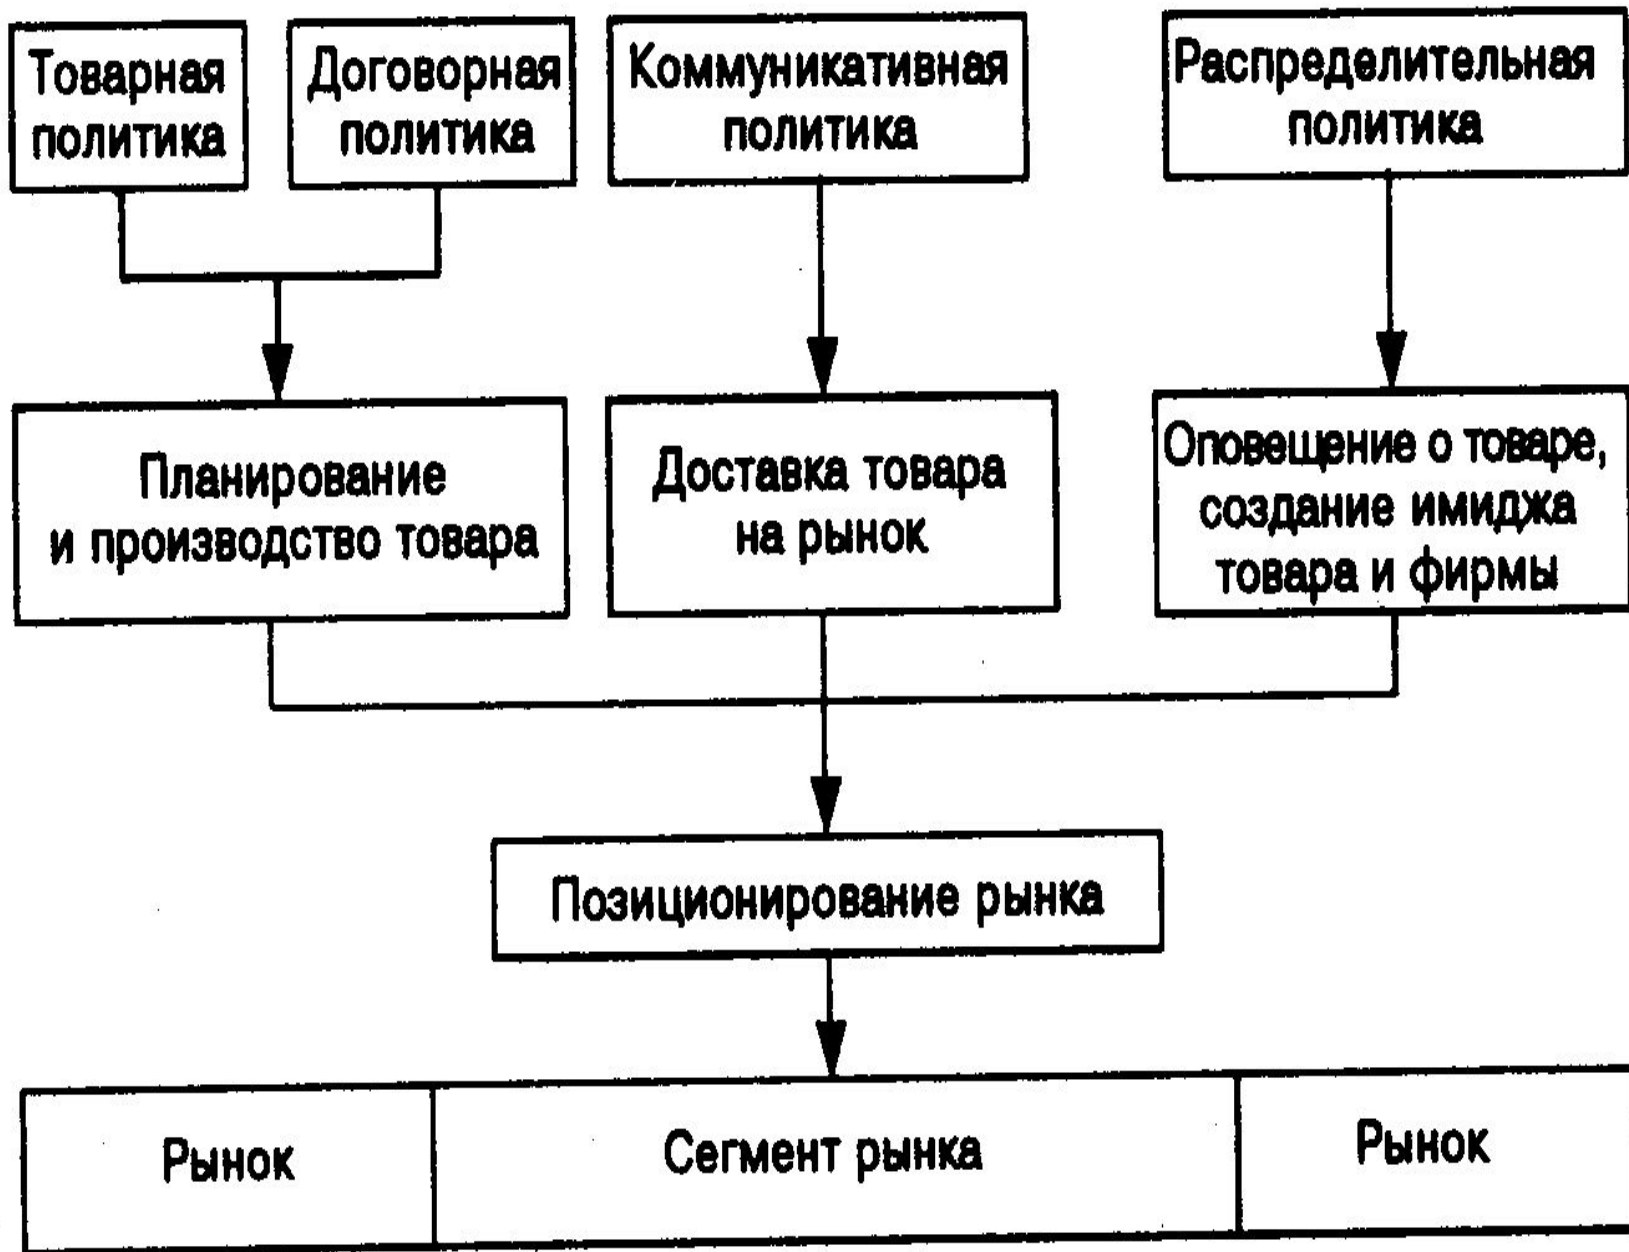 Товарная
политика
Договорная
политика
Коммуникативная
политика
Распределительная
политика
Планирование
и производство товара
Доставка товара
на рынок
Оповещение о товаре,
создание имиджа
товара и фирмы
Позиционирование рынка
Рынок
Сегмент рынка
Рынок